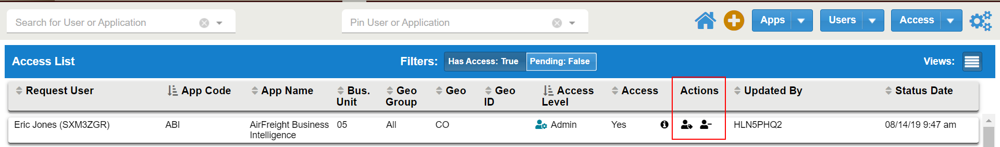 Search for User or Application
Pin User or Application
Apps
Users
Access
Access List
Filters:
Has Access: True
Pending: False
Views:
Request User
App Code
App Name
Bus.
Unit
Geo
Group
Geo
Geo
ID
Access
Level
Access
Actions
Updated By
Status Date
Eric Jones (SXM3ZGR)
ABI
AirFreight Business
Intelligence
05
All
CO
Admin
Yes
HLN5PHQ2
08/14/19 9:47 am